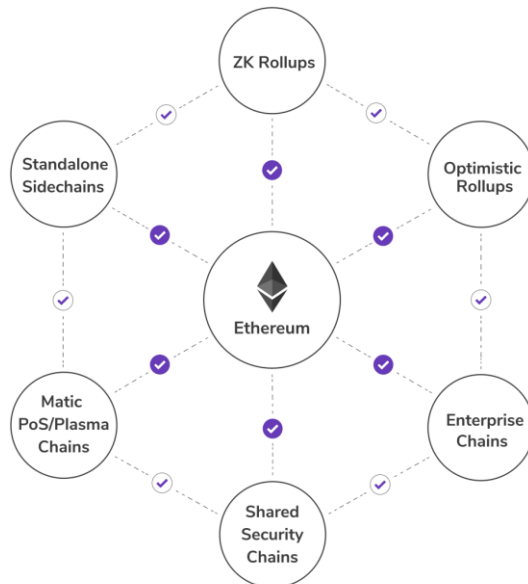 ZK Rollups
Standalone
Sidechains
Optimistic
Rollups
Ethereum
Matic
PoS/Plasma
Chains
Enterprise
Chains
Shared
Security
Chains